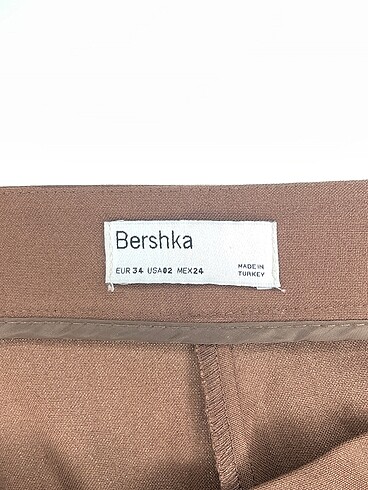 Bershka
EUR 34 USA 02 MEX 24
MADE IN
TURKEY